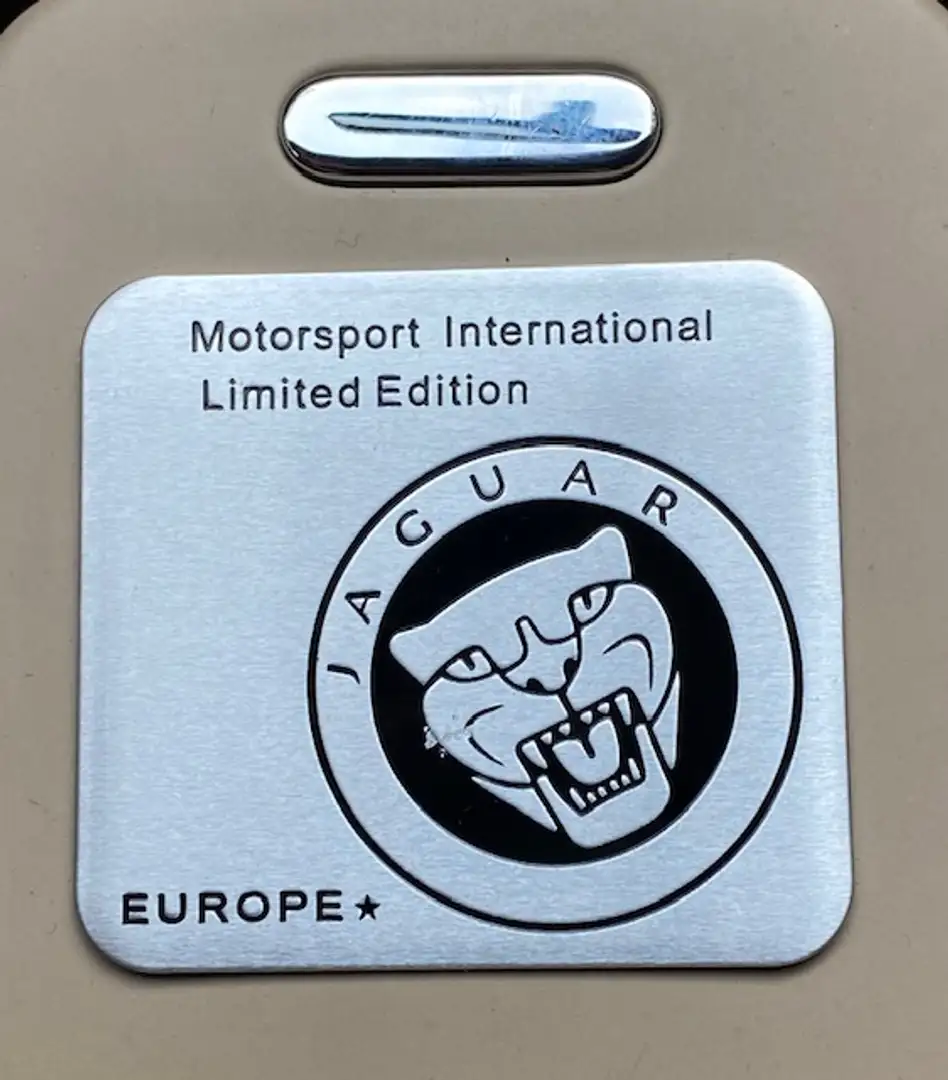 Motorsport International
Limited Edition
JAGUAR
EUROPE★